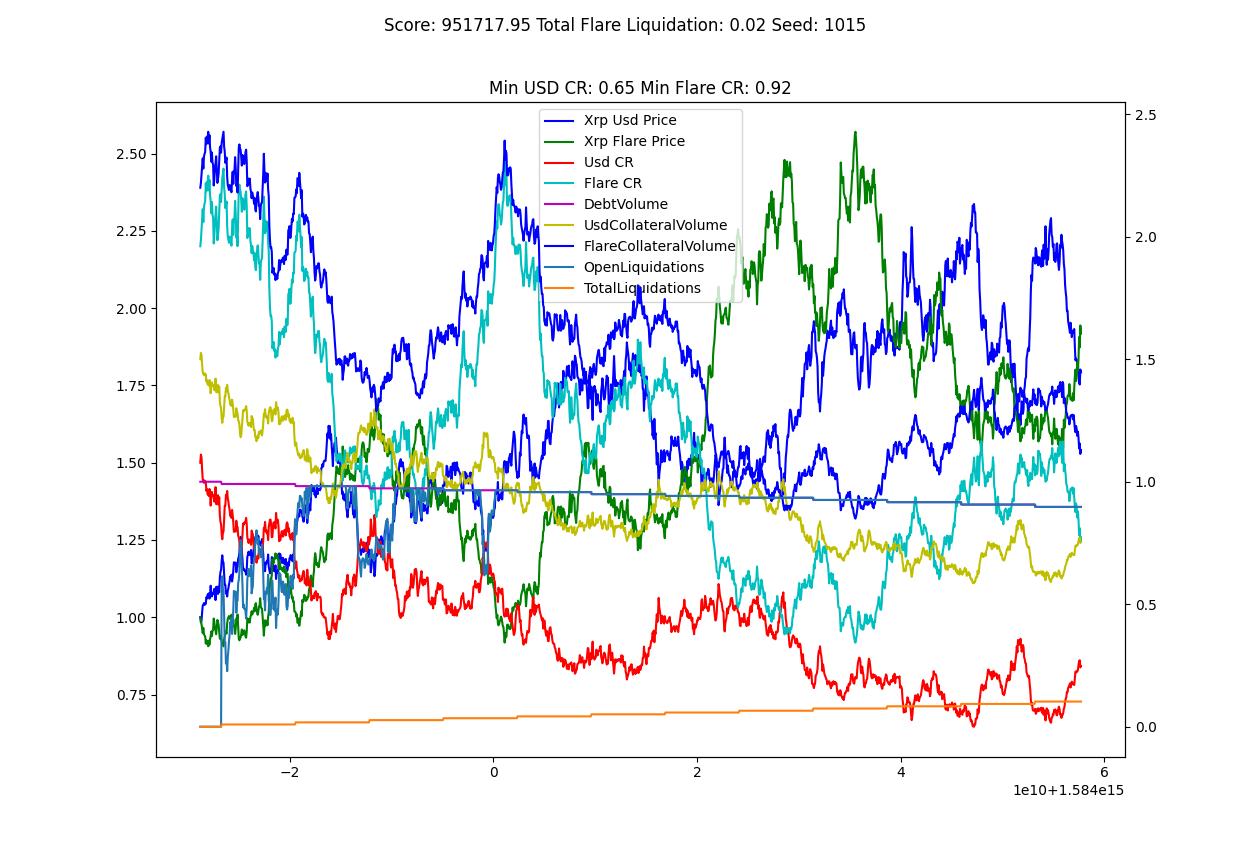 Score: 951717.95 Total Flare Liquidation: 0.02 Seed: 1015
Min USD CR: 0.65 Min Flare CR: 0.92
Xrp Usd Price
Xrp Flare Price
Usd CR
Flare CR
DebtVolume
UsdCollateralVolume
FlareCollateralVolume
OpenLiquidations
TotalLiquidations
2.50
2.25
2.00
1.75
1.50
1.25
1.00
0.75
2.5
2.0
1.5
1.0
0.5
0.0
−2
0
2
4
6
1e10+1.584e15